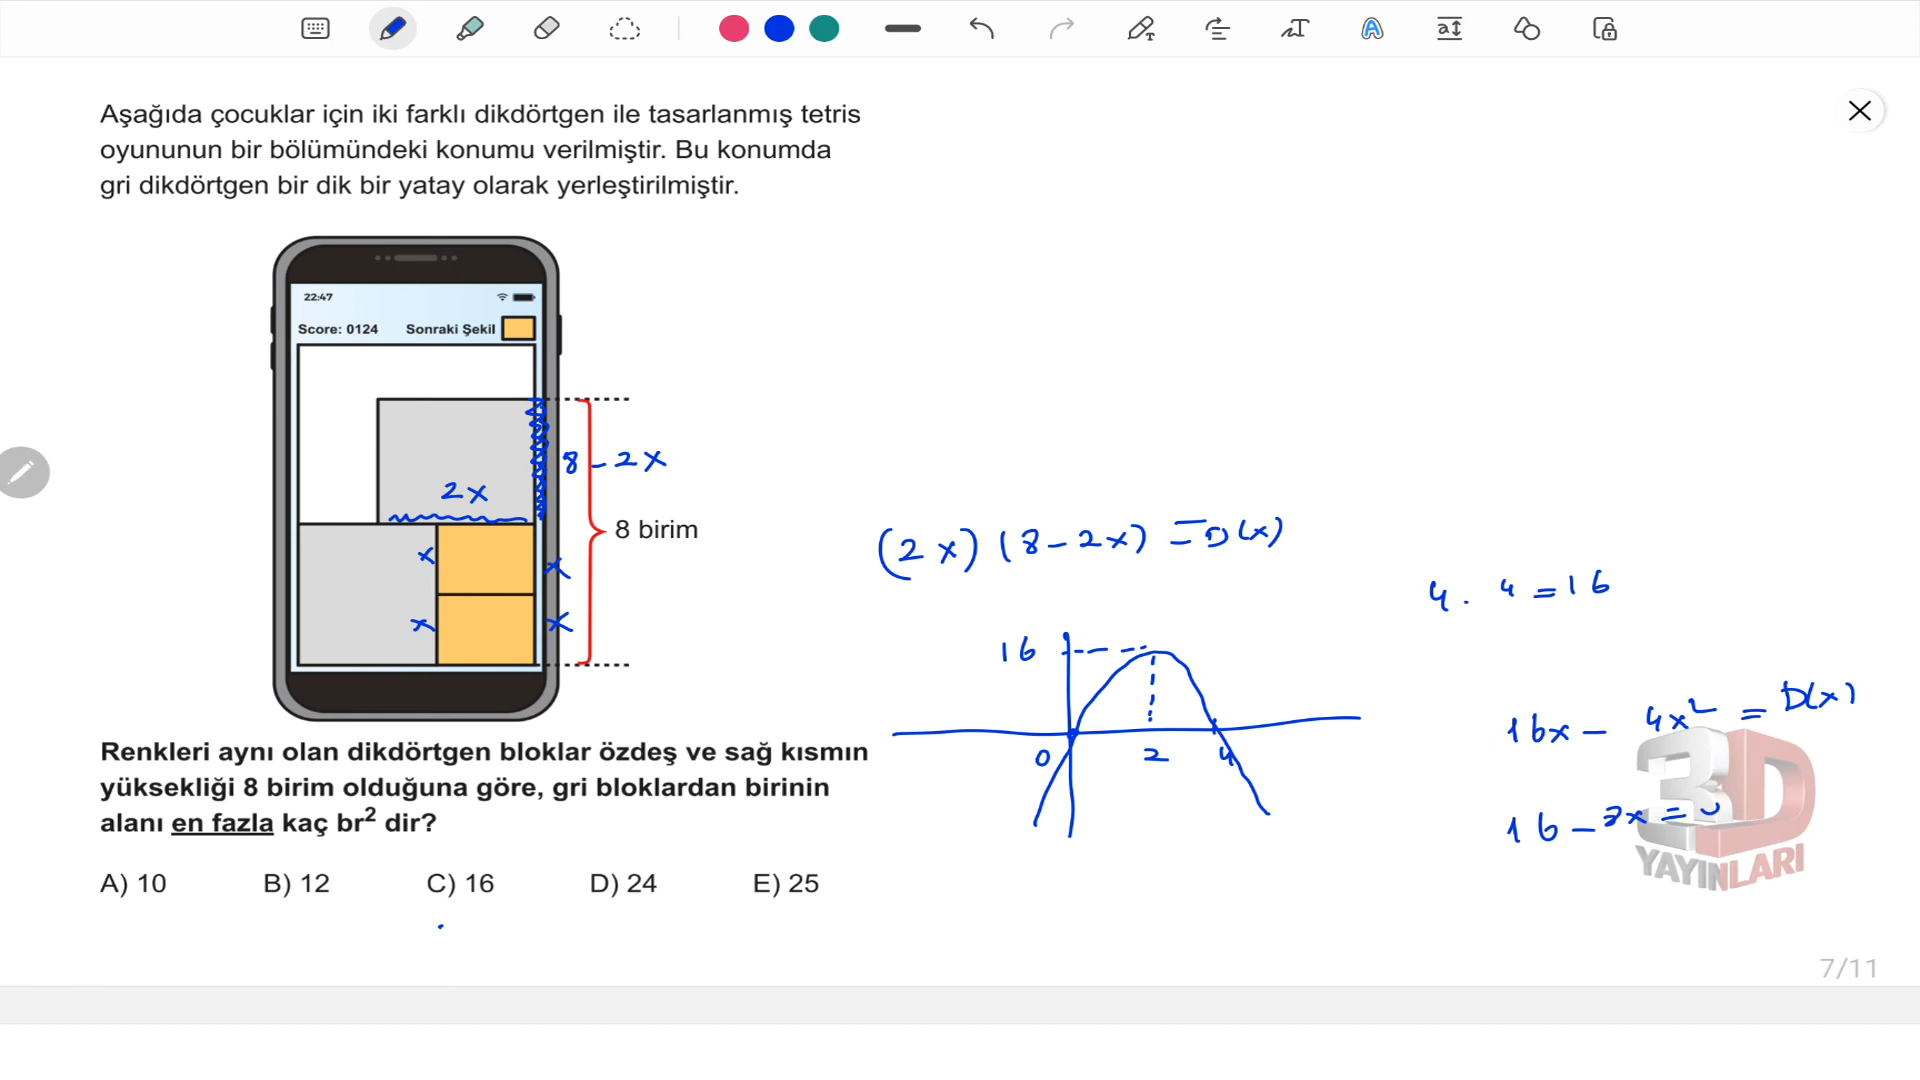 Aşağıda çocuklar için iki farklı dikdörtgen ile tasarlanmış tetris
oyununun bir bölümündeki konumu verilmiştir. Bu konumda
gri dikdörtgen bir dik bir yatay olarak yerleştirilmiştir.
22:47
Score: 0124 Sonraki Şekil
8 - 2x
2x
8 birim
x
x
x
x
(2x) (8-2x) = D(x)
4 . 4 = 16
16
0 2 4
16x - 4x² = D(x)
3D
YAYINLARI
Renkleri aynı olan dikdörtgen bloklar özdeş ve sağ kısmın
yüksekliği 8 birim olduğuna göre, gri bloklardan birinin
alanı en fazla kaç br² dir?
A) 10 B) 12 C) 16 D) 24 E) 25
7/11